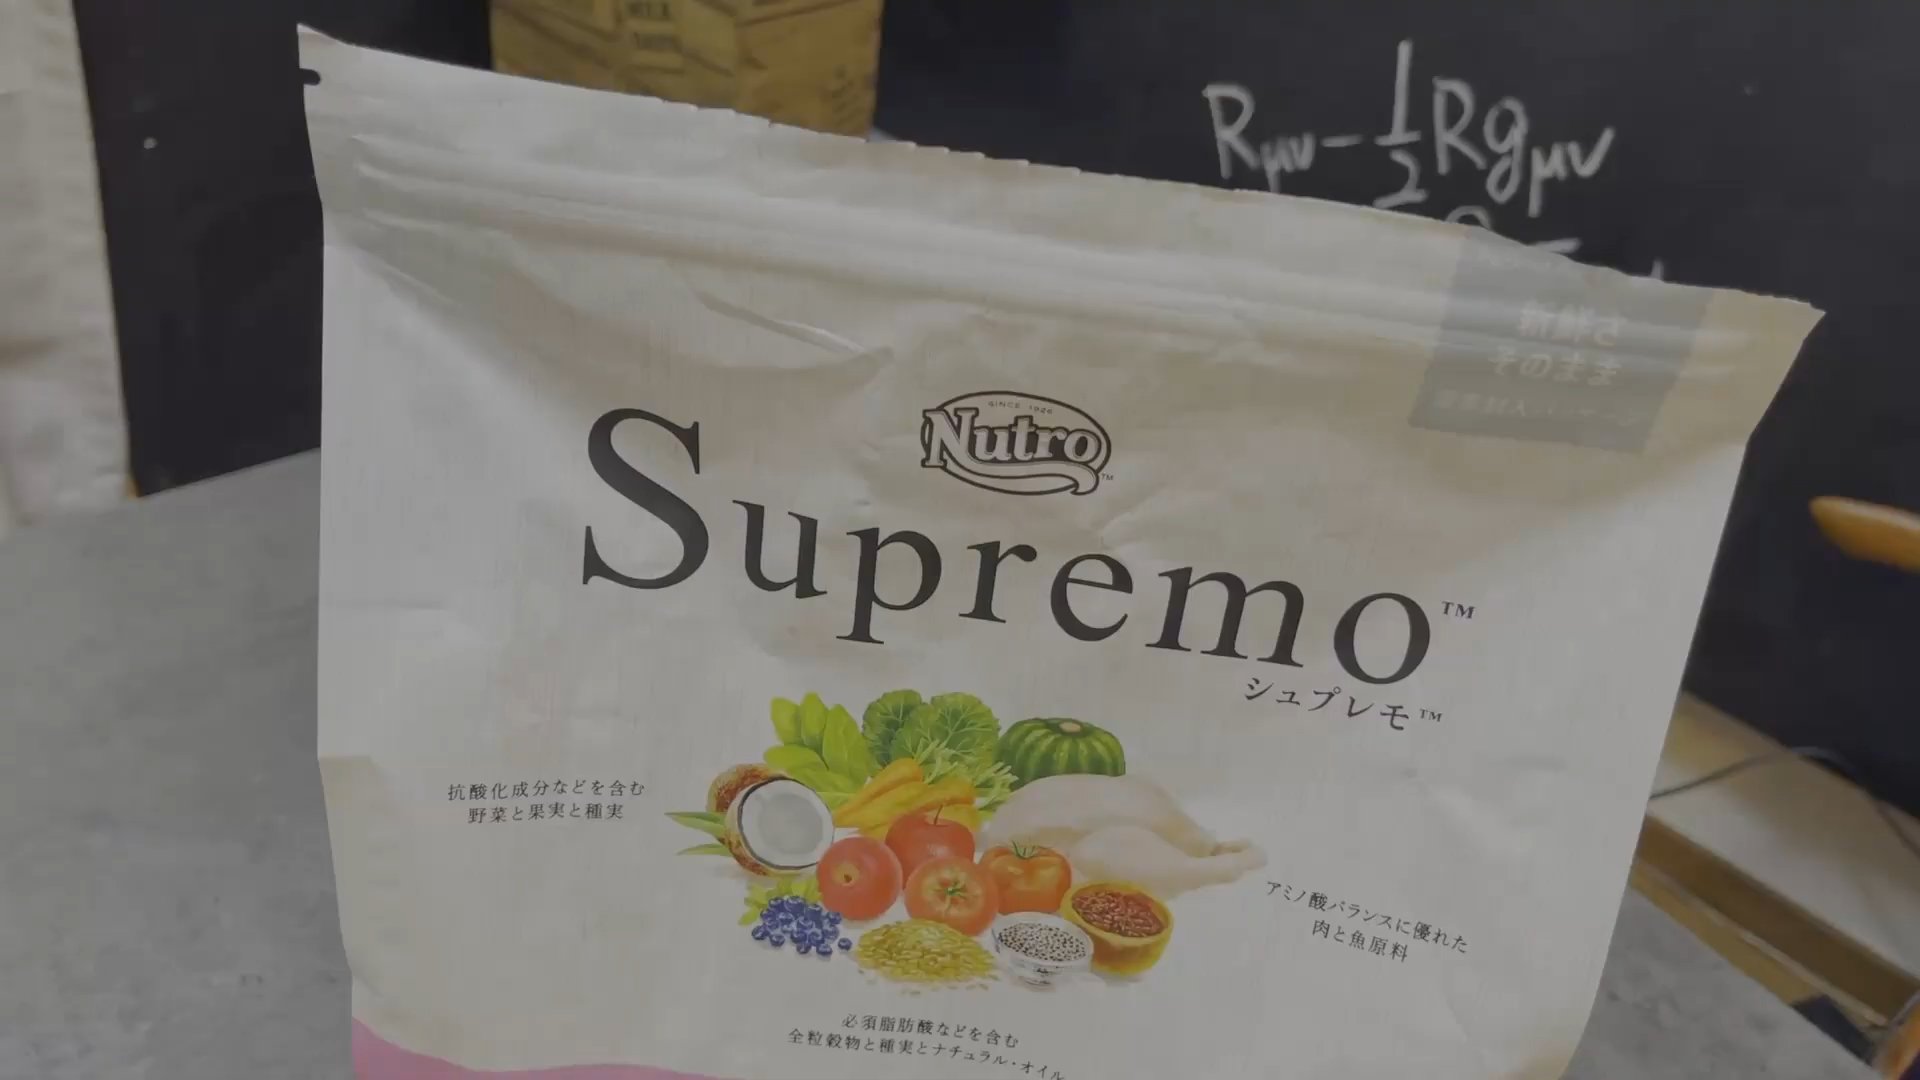 R μν − 1/2 R g μν
新鮮さ
そのまま
SINCE 1926
Nutro™
Supremo™
シュプレモ™
抗酸化成分などを含む
野菜と果実と種実
アミノ酸バランスに優れた
肉と魚原料
必須脂肪酸などを含む
全粒穀物と種実とナチュラル・オイル